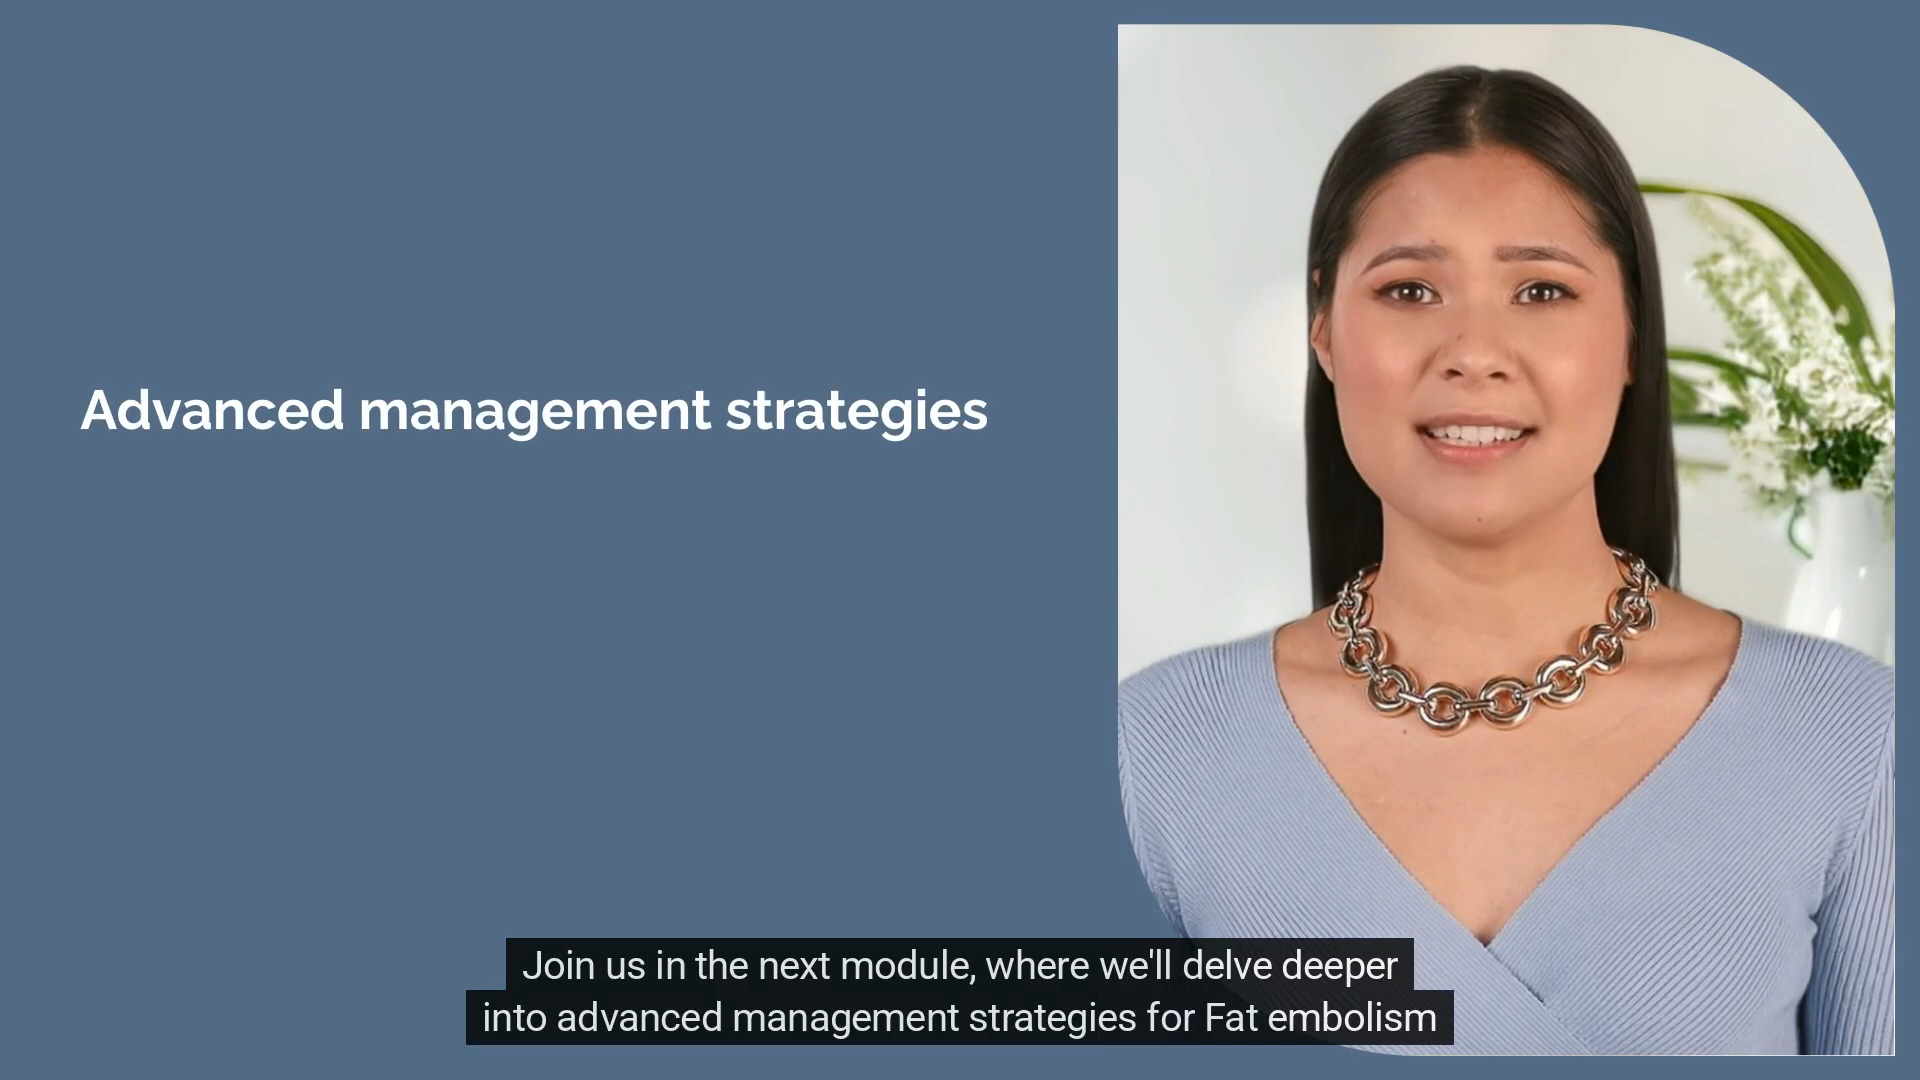 Advanced management strategies
Join us in the next module, where we'll delve deeper
into advanced management strategies for Fat embolism